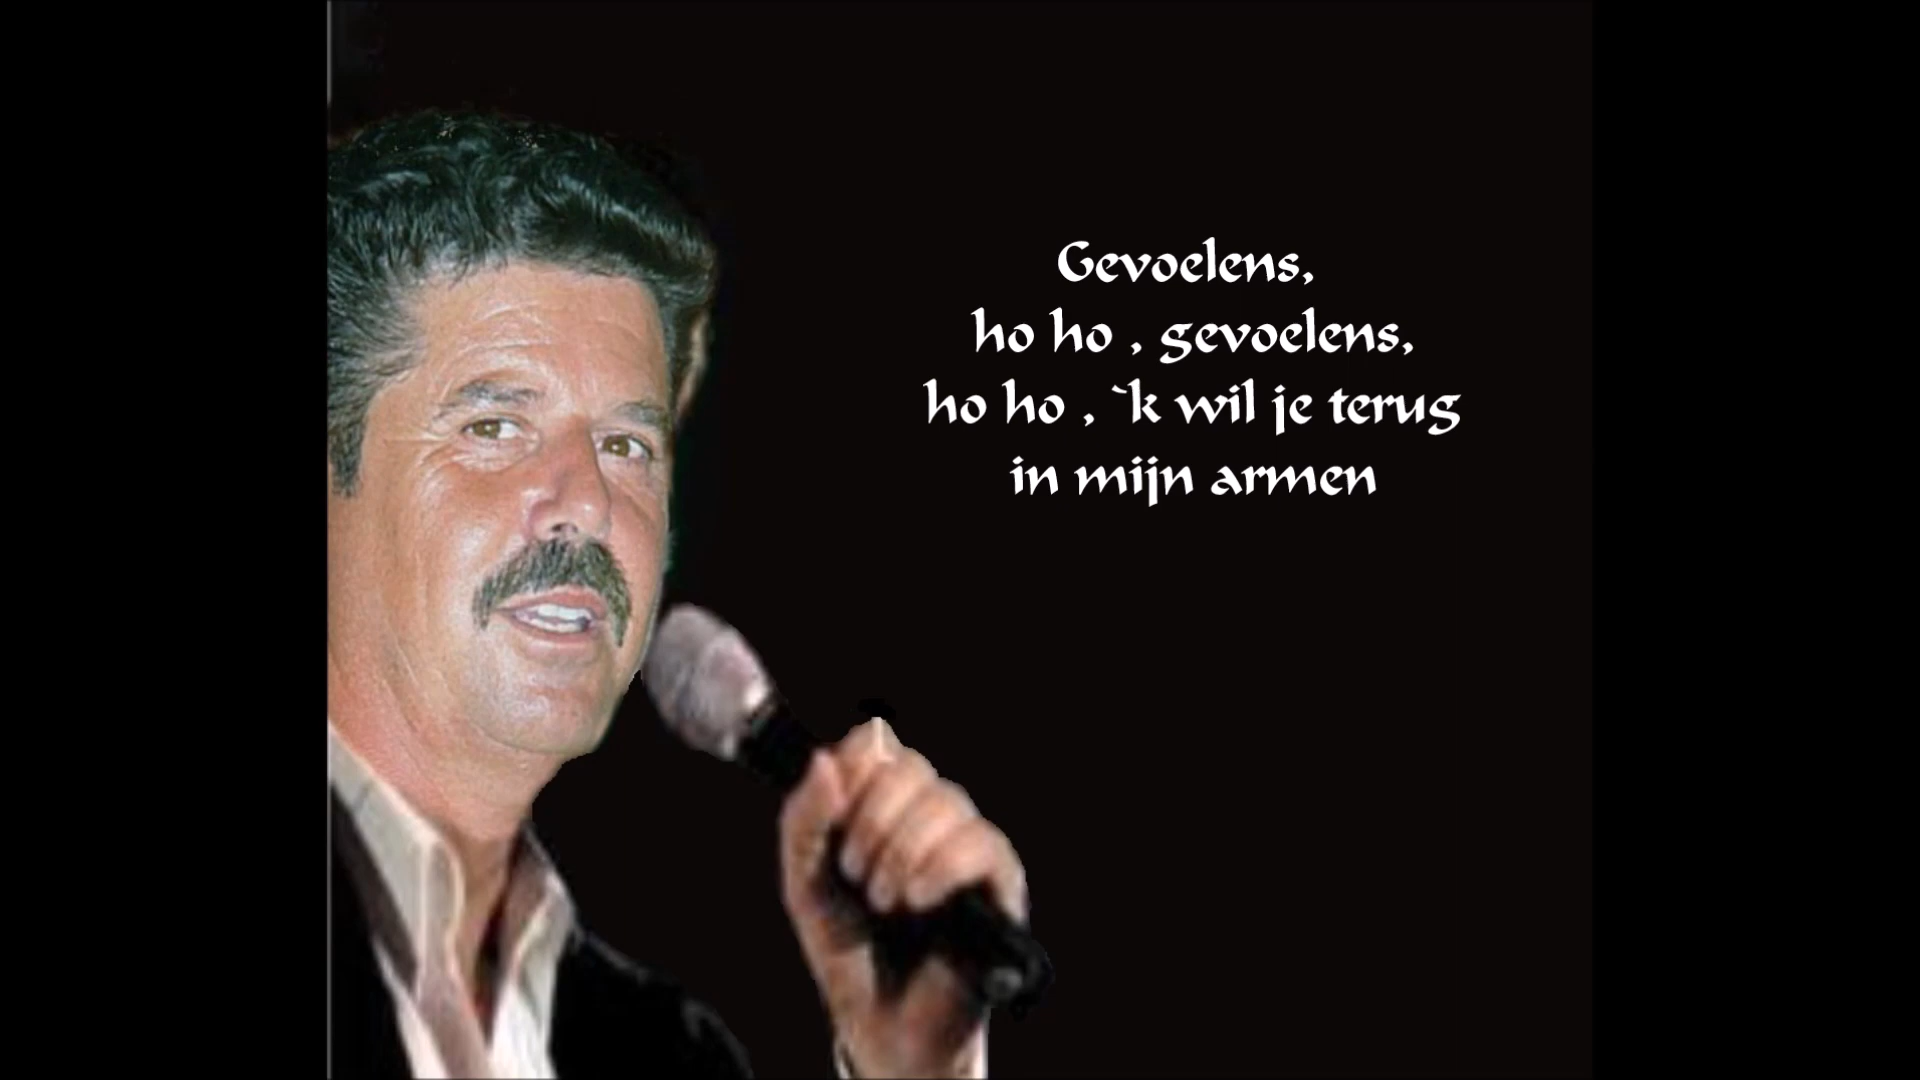 Gevoelens,
ho ho , gevoelens,
ho ho , `k wil je terug
in mijn armen